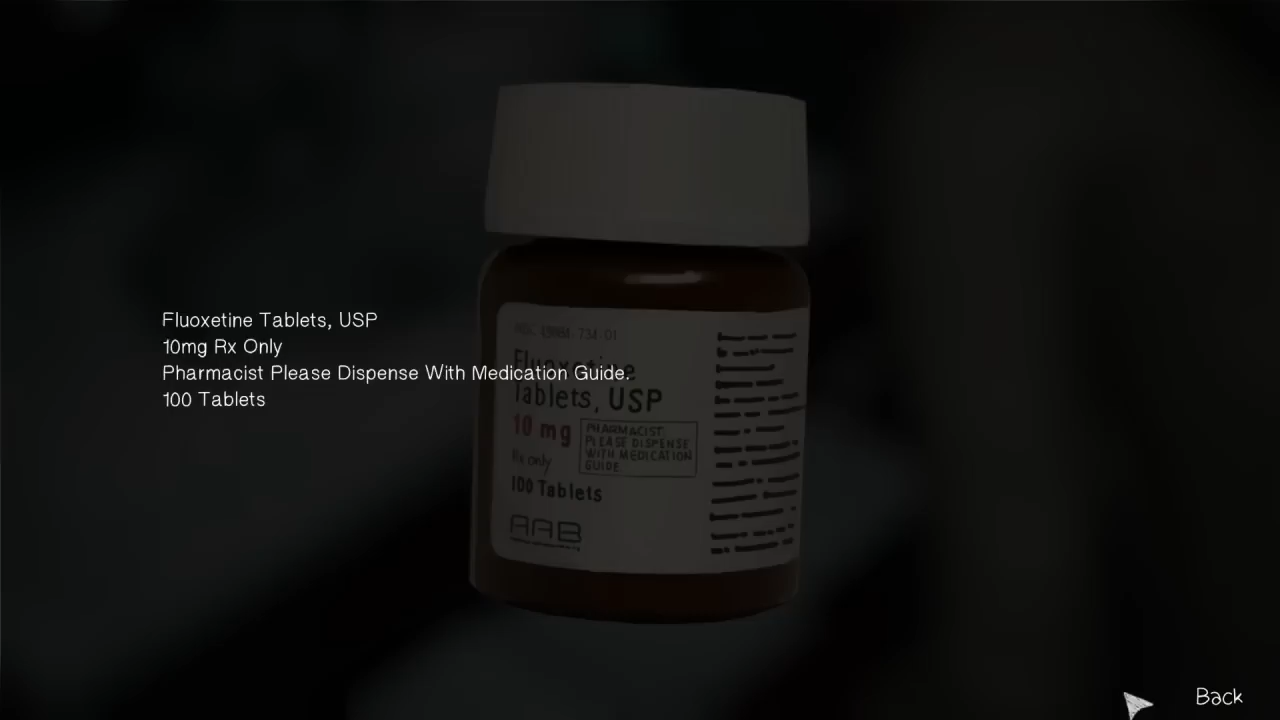 Fluoxetine Tablets, USP
10mg Rx Only
Pharmacist Please Dispense With Medication Guide.
100 Tablets
Fluoxetine
Tablets, USP
10 mg
PHARMACIST
PLEASE DISPENSE
WITH MEDICATION
GUIDE
Rx only
100 Tablets
AAB
Back